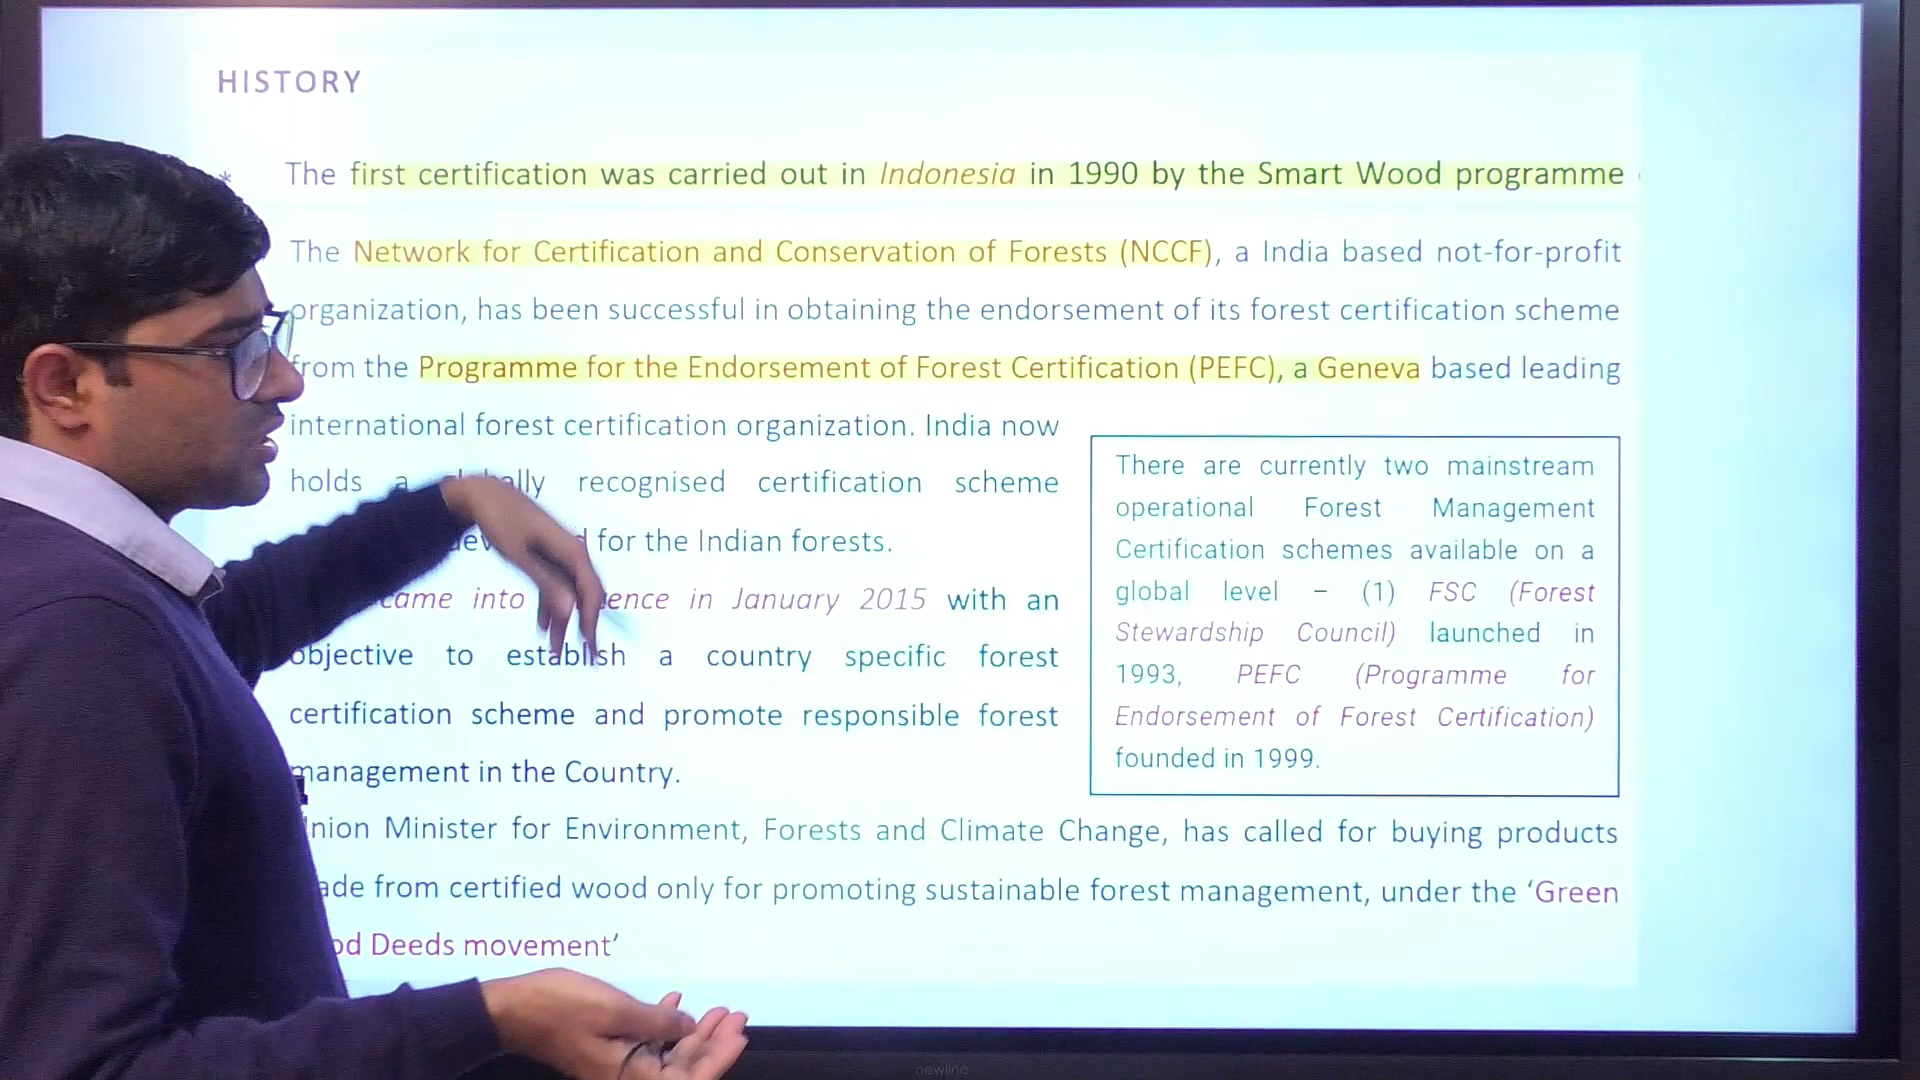 HISTORY
* The first certification was carried out in Indonesia in 1990 by the Smart Wood programme
The Network for Certification and Conservation of Forests (NCCF), a India based not-for-profit
organization, has been successful in obtaining the endorsement of its forest certification scheme
from the Programme for the Endorsement of Forest Certification (PEFC), a Geneva based leading
international forest certification organization. India now
holds a recognised certification scheme
for the Indian forests.
came into in January 2015 with an
objective to establish a country specific forest
certification scheme and promote responsible forest
management in the Country.
There are currently two mainstream
operational Forest Management
Certification schemes available on a
global level – (1) FSC (Forest
Stewardship Council) launched in
1993, PEFC (Programme for
Endorsement of Forest Certification)
founded in 1999.
Union Minister for Environment, Forests and Climate Change, has called for buying products
from certified wood only for promoting sustainable forest management, under the ‘Green
Deeds movement’
newline